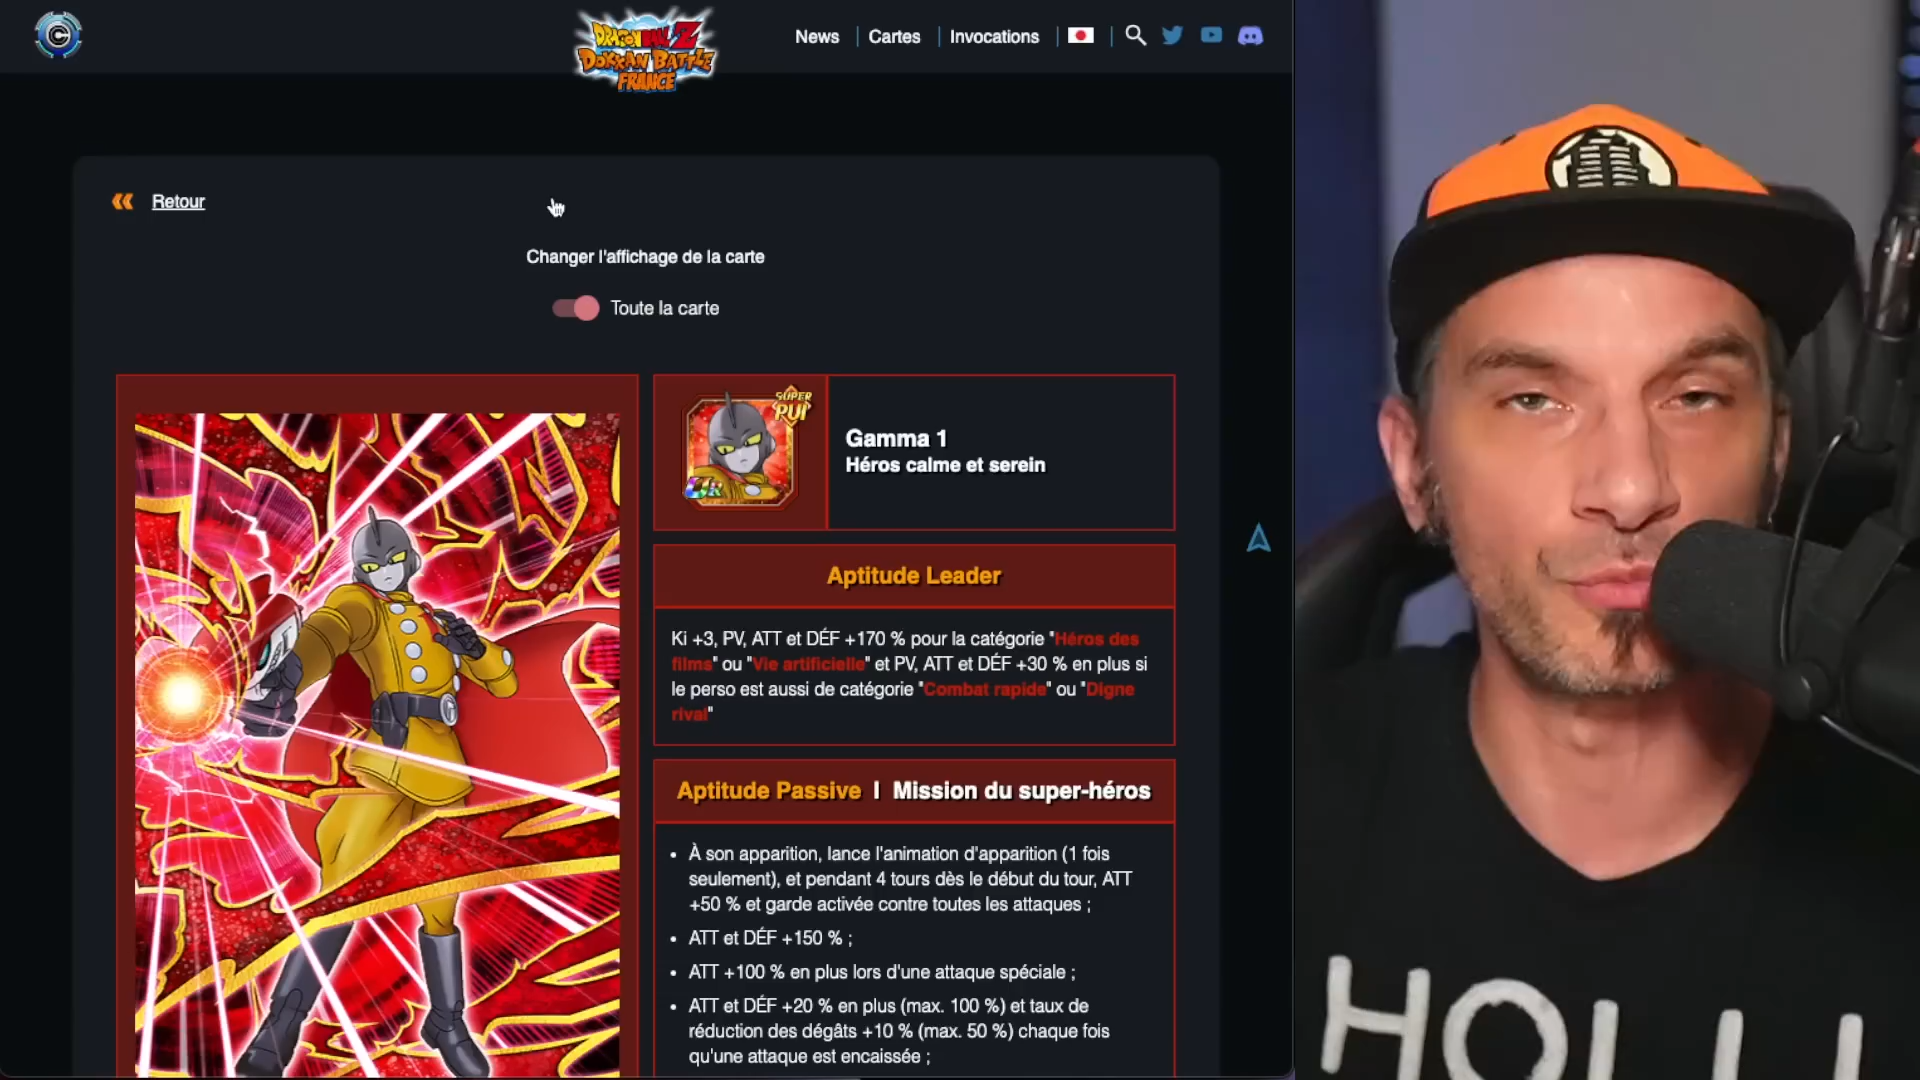 DRAGON BALL Z
DOKKAN BATTLE
FRANCE
News
Cartes
Invocations
Retour
Changer l'affichage de la carte
Toute la carte
SUPER
PUI
UR
Gamma 1
Héros calme et serein
Aptitude Leader
Ki +3, PV, ATT et DÉF +170 % pour la catégorie "Héros des
films" ou "Vie artificielle" et PV, ATT et DÉF +30 % en plus si
le perso est aussi de catégorie "Combat rapide" ou "Digne
rival"
Aptitude Passive | Mission du super-héros
• À son apparition, lance l'animation d'apparition (1 fois
seulement), et pendant 4 tours dès le début du tour, ATT
+50 % et garde activée contre toutes les attaques ;
• ATT et DÉF +150 % ;
• ATT +100 % en plus lors d'une attaque spéciale ;
• ATT et DÉF +20 % en plus (max. 100 %) et taux de
réduction des dégâts +10 % (max. 50 %) chaque fois
qu'une attaque est encaissée ;